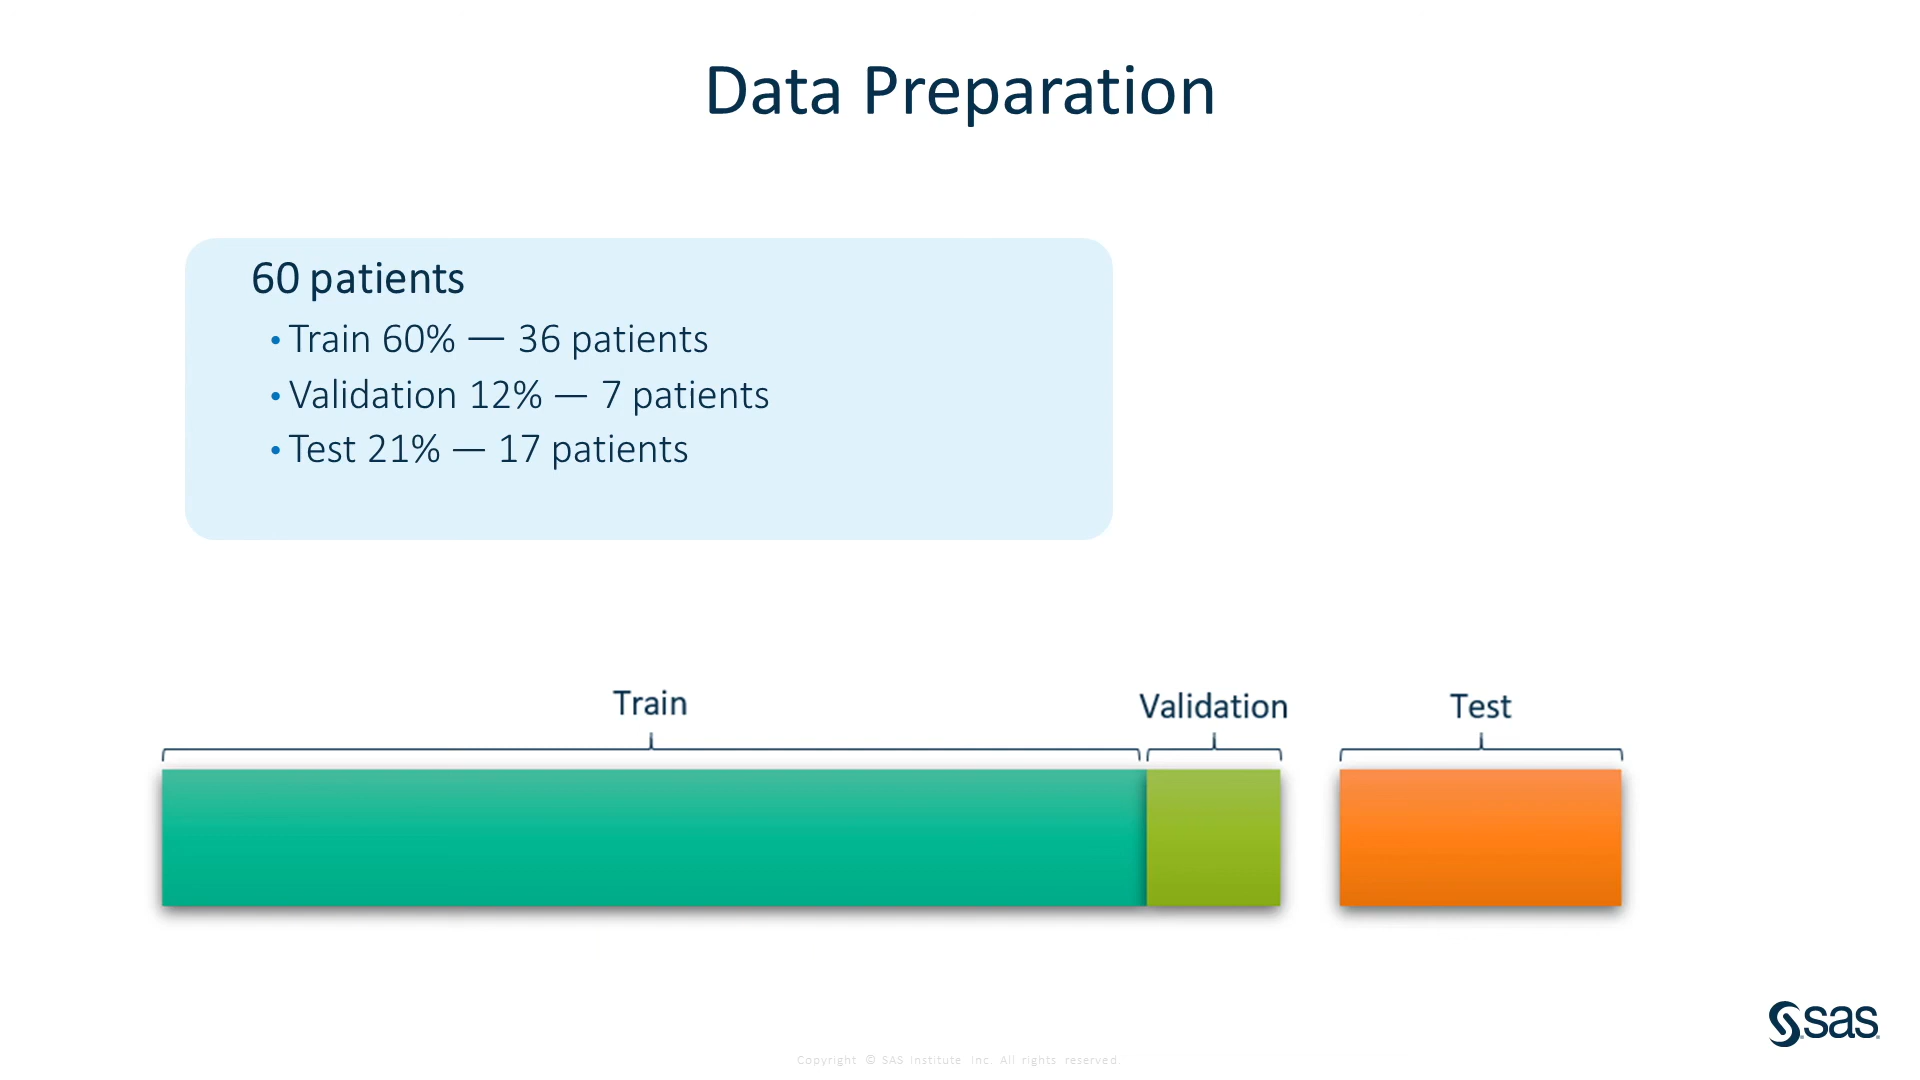 Data Preparation
60 patients
• Train 60% — 36 patients
• Validation 12% — 7 patients
• Test 21% — 17 patients
Train
Validation
Test
sas
Copyright © SAS Institute Inc. All rights reserved.